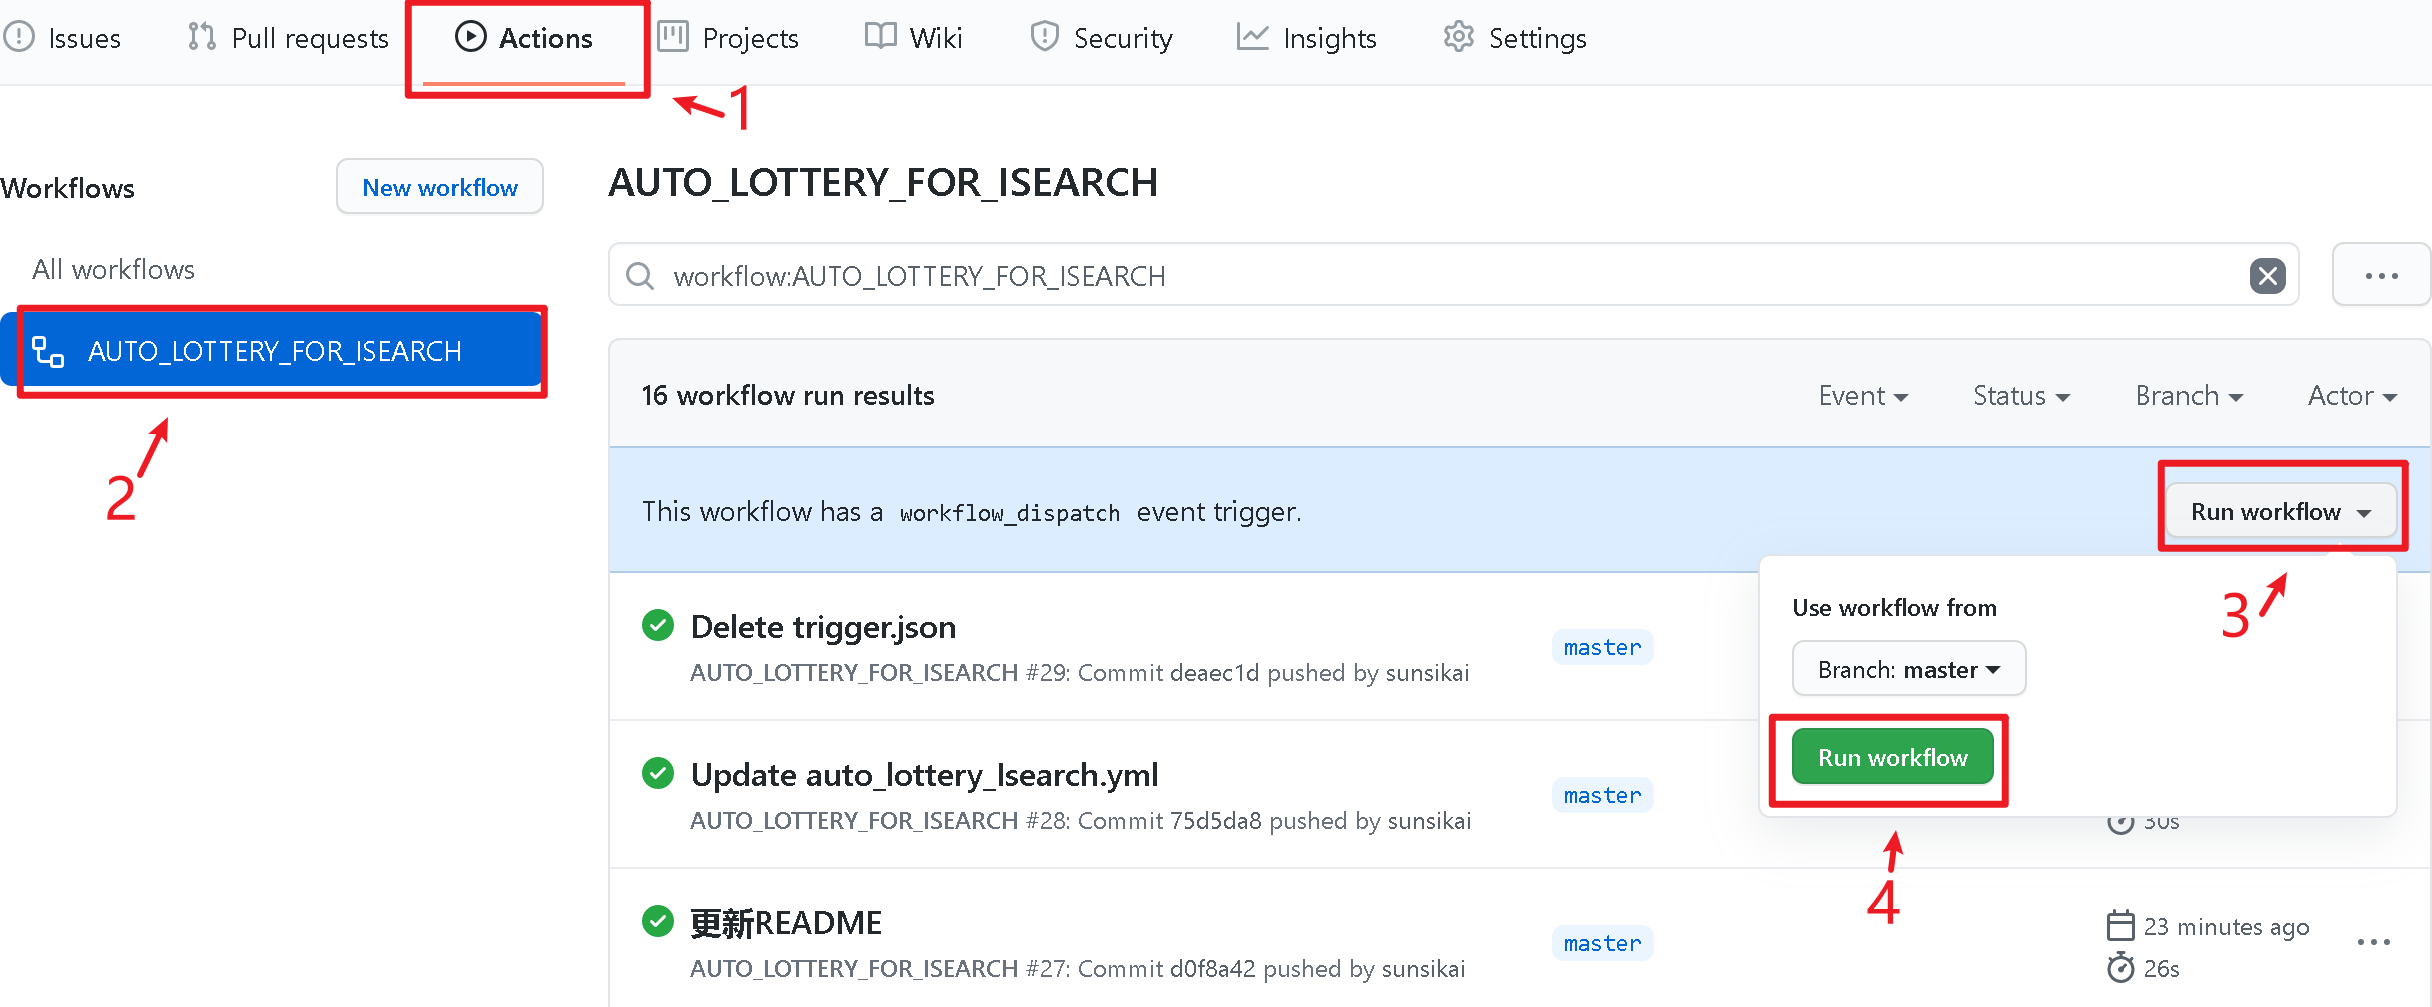 Issues Pull requests Actions Projects Wiki Security Insights Settings
1
Workflows New workflow
All workflows
AUTO_LOTTERY_FOR_ISEARCH
2
AUTO_LOTTERY_FOR_ISEARCH
workflow:AUTO_LOTTERY_FOR_ISEARCH
16 workflow run results Event Status Branch Actor
This workflow has a workflow_dispatch event trigger. Run workflow
3
Use workflow from
Branch: master
Run workflow
4
Delete trigger.json
AUTO_LOTTERY_FOR_ISEARCH #29: Commit deaec1d pushed by sunsikai
master
Update auto_lottery_Isearch.yml
AUTO_LOTTERY_FOR_ISEARCH #28: Commit 75d5da8 pushed by sunsikai
master
30s
更新README
AUTO_LOTTERY_FOR_ISEARCH #27: Commit d0f8a42 pushed by sunsikai
master
23 minutes ago
26s